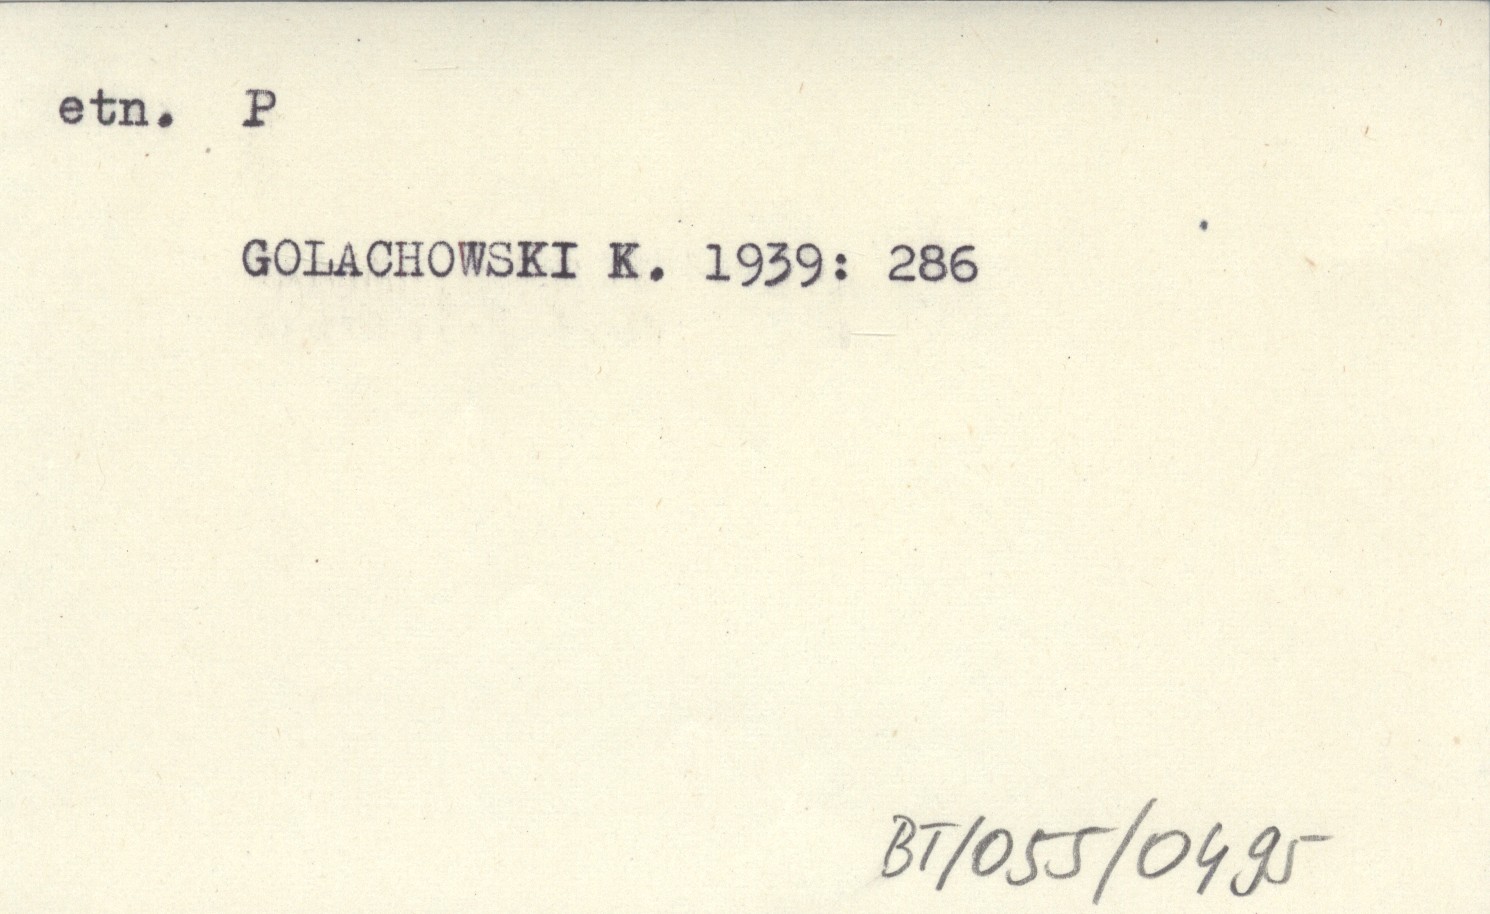 etn. P
GOLACHOWSKI K. 1939: 286
BT/055/0495